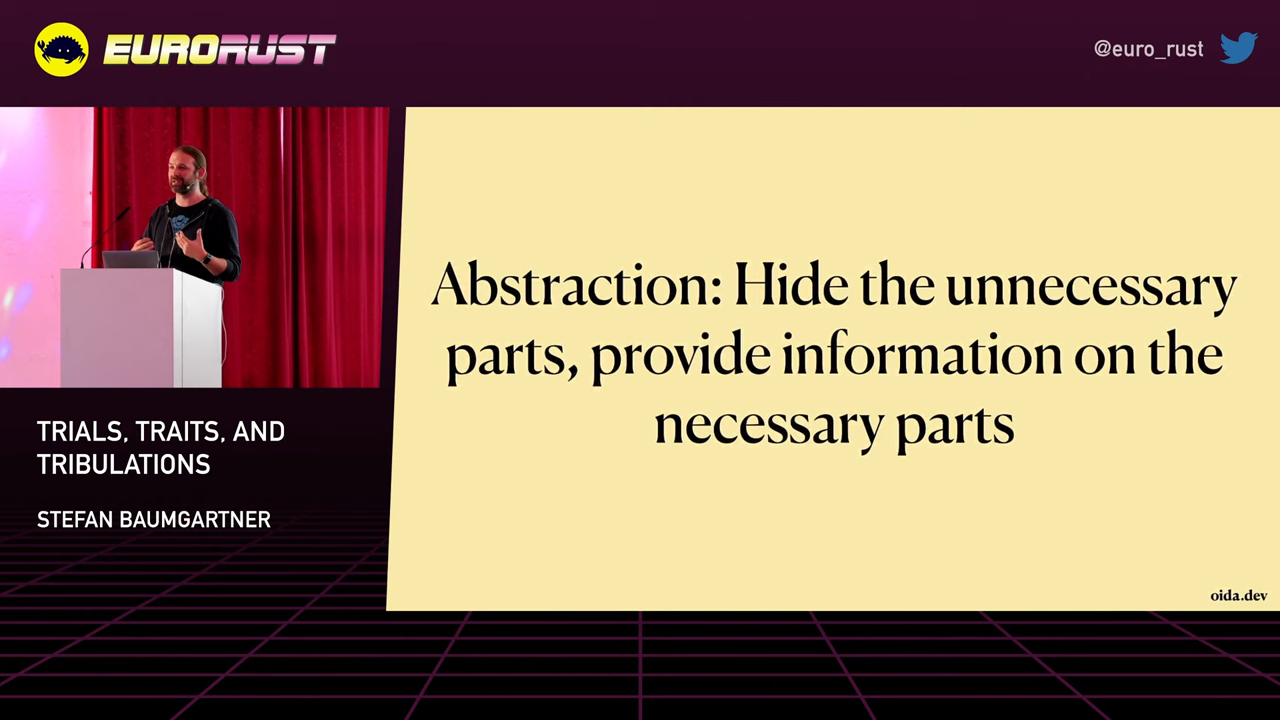 EURORUST
@euro_rust
Abstraction: Hide the unnecessary
parts, provide information on the
necessary parts
oida.dev
TRIALS, TRAITS, AND
TRIBULATIONS
STEFAN BAUMGARTNER